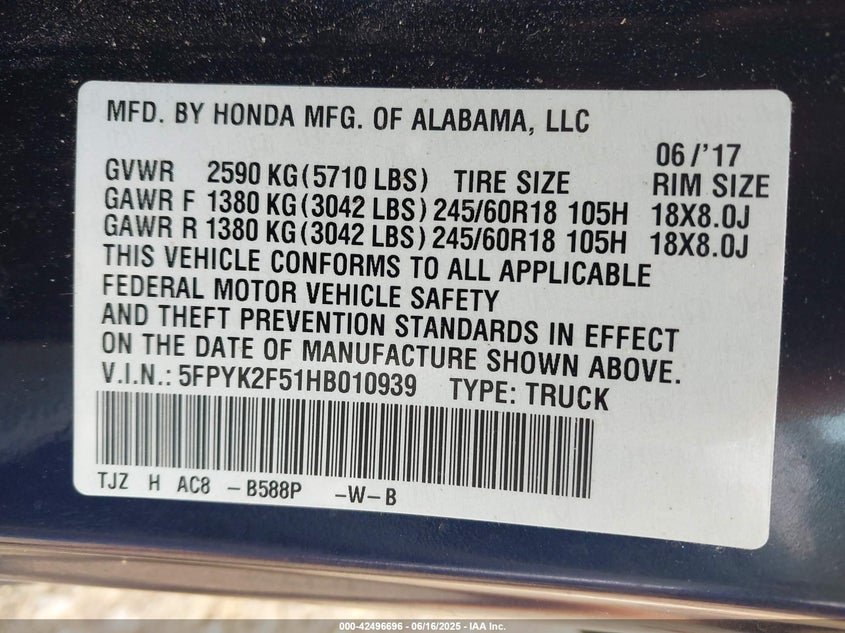 MFD. BY HONDA MFG. OF ALABAMA, LLC
06/'17
GVWR 2590 KG(5710 LBS) TIRE SIZE RIM SIZE
GAWR F 1380 KG(3042 LBS) 245/60R18 105H 18X8.0J
GAWR R 1380 KG(3042 LBS) 245/60R18 105H 18X8.0J
THIS VEHICLE CONFORMS TO ALL APPLICABLE
FEDERAL MOTOR VEHICLE SAFETY
AND THEFT PREVENTION STANDARDS IN EFFECT
ON THE DATE OF MANUFACTURE SHOWN ABOVE.
V.I.N.: 5FPYK2F51HB010939 TYPE: TRUCK
TJZ H AC8 -B588P -W-B
000-42496696 - 06/16/2025 - IAA Inc.